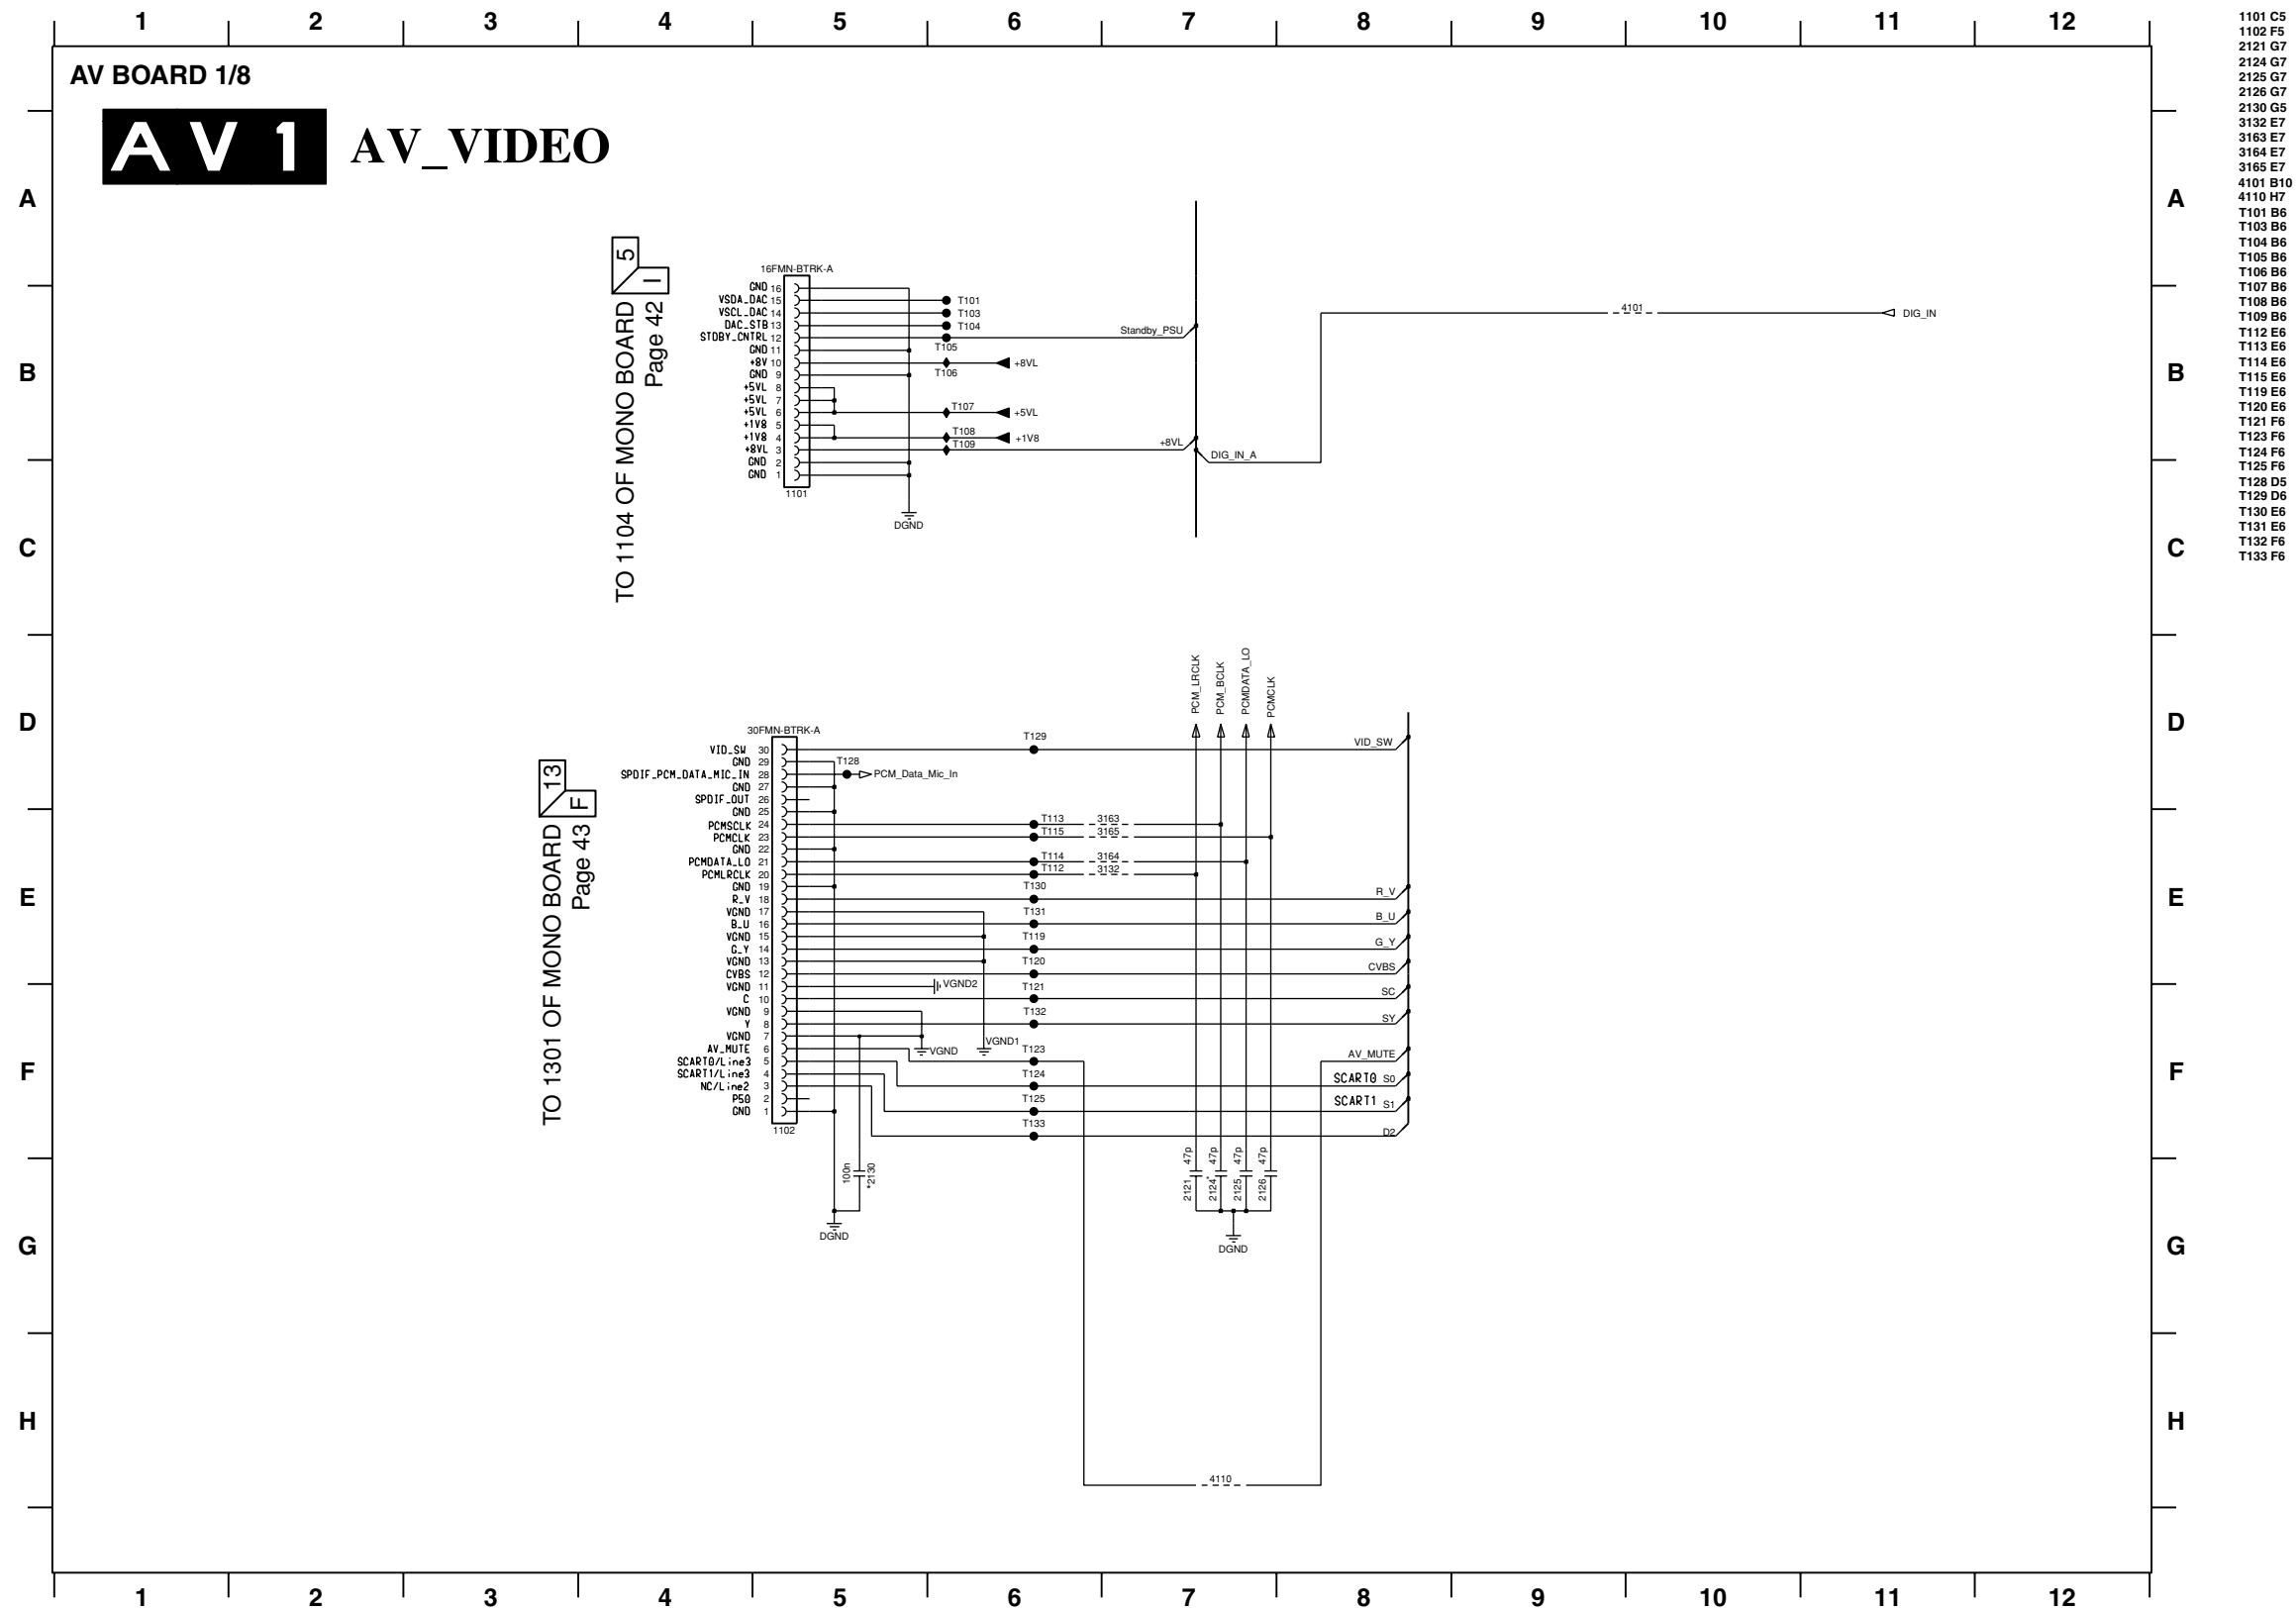 1 2 3 4 5 6 7 8 9 10 11 12
AV BOARD 1/8
AV1 AV_VIDEO
A A
5
I
TO 1104 OF MONO BOARD
Page 42
16FMN-BTRK-A
GND 16
VSDA_DAC 15 T101
VSCL_DAC 14 T103
DAC_STB 13 T104
STDBY_CNTRL 12 Standby_PSU
T105
GND 11
+8V 10 +8VL
T106
GND 9
+5VL 8
+5VL 7
+5VL 6 T107 +5VL
+1V8 5
+1V8 4 T108 +1V8
+8VL 3 T109 +8VL
GND 2 DIG_IN_A
GND 1
1101
DGND
4101 DIG_IN
B B
C C
PCM_LRCLK
PCM_BCLK
PCMDATA_LO
PCMCLK
D D
13
F
TO 1301 OF MONO BOARD
Page 43
30FMN-BTRK-A
VID_SW 30 T129 VID_SW
GND 29 T128
SPDIF_PCM_DATA_MIC_IN 28 PCM_Data_Mic_In
GND 27
SPDIF_OUT 26
GND 25
PCMSCLK 24 T113 3163
PCMCLK 23 T115 3165
GND 22
PCMDATA_LO 21 T114 3164
PCMLRCLK 20 T112 3132
GND 19
R_V 18 T130 R_V
VGND 17
B_U 16 T131 B_U
VGND 15
G_Y 14 T119 G_Y
VGND 13
CVBS 12 T120 CVBS
VGND 11 VGND2
C 10 T121 SC
VGND 9
Y 8 T132 SY
VGND 7
AV_MUTE 6 VGND VGND1 T123 AV_MUTE
SCART0/Line3 5
SCART1/Line3 4 T124 SCART0 S0
NC/Line2 3
P50 2 T125 SCART1 S1
GND 1
1102 T133 D2
E E
F F
100n *2130
47p 2121
47p 2124 *
47p 2125
47p 2126
DGND
DGND
G G
H H
4110
1 2 3 4 5 6 7 8 9 10 11 12
1101 C5
1102 F5
2121 G7
2124 G7
2125 G7
2126 G7
2130 G5
3132 E7
3163 E7
3164 E7
3165 E7
4101 B10
4110 H7
T101 B6
T103 B6
T104 B6
T105 B6
T106 B6
T107 B6
T108 B6
T109 B6
T112 E6
T113 E6
T114 E6
T115 E6
T119 E6
T120 E6
T121 F6
T123 F6
T124 F6
T125 F6
T128 D5
T129 D6
T130 E6
T131 E6
T132 F6
T133 F6